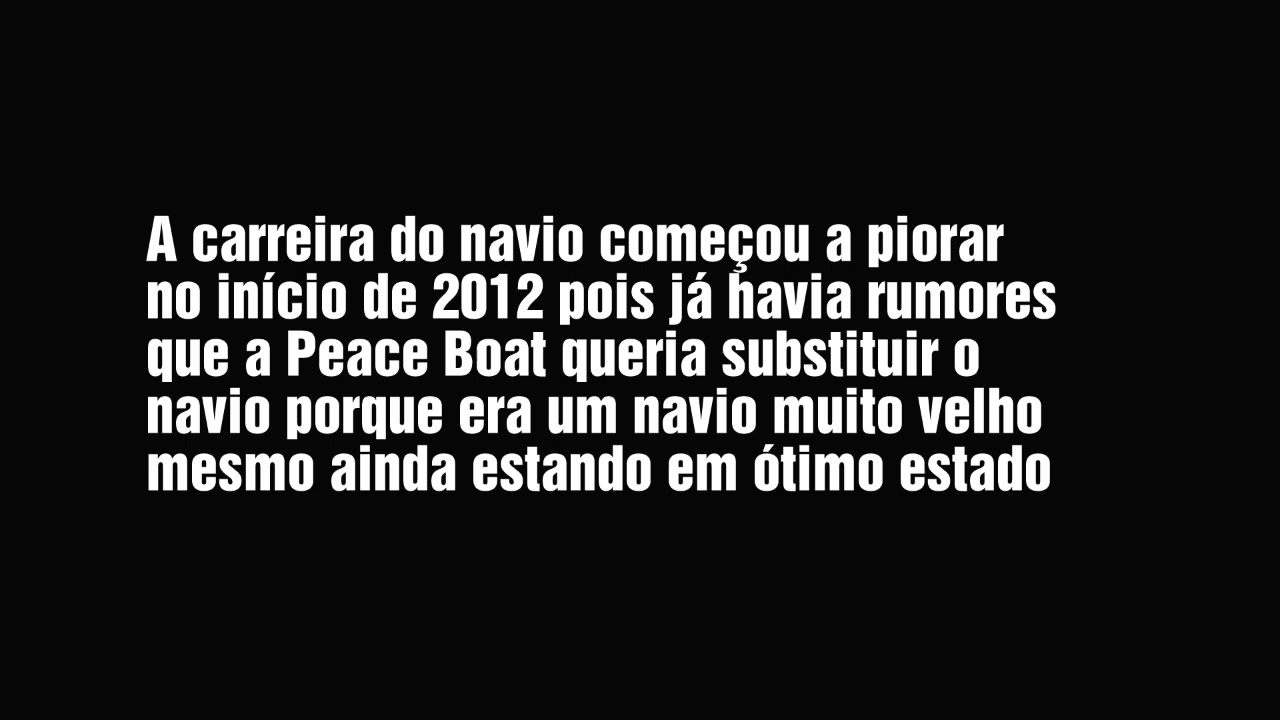 A carreira do navio começou a piorar
no início de 2012 pois já havia rumores
que a Peace Boat queria substituir o
navio porque era um navio muito velho
mesmo ainda estando em ótimo estado